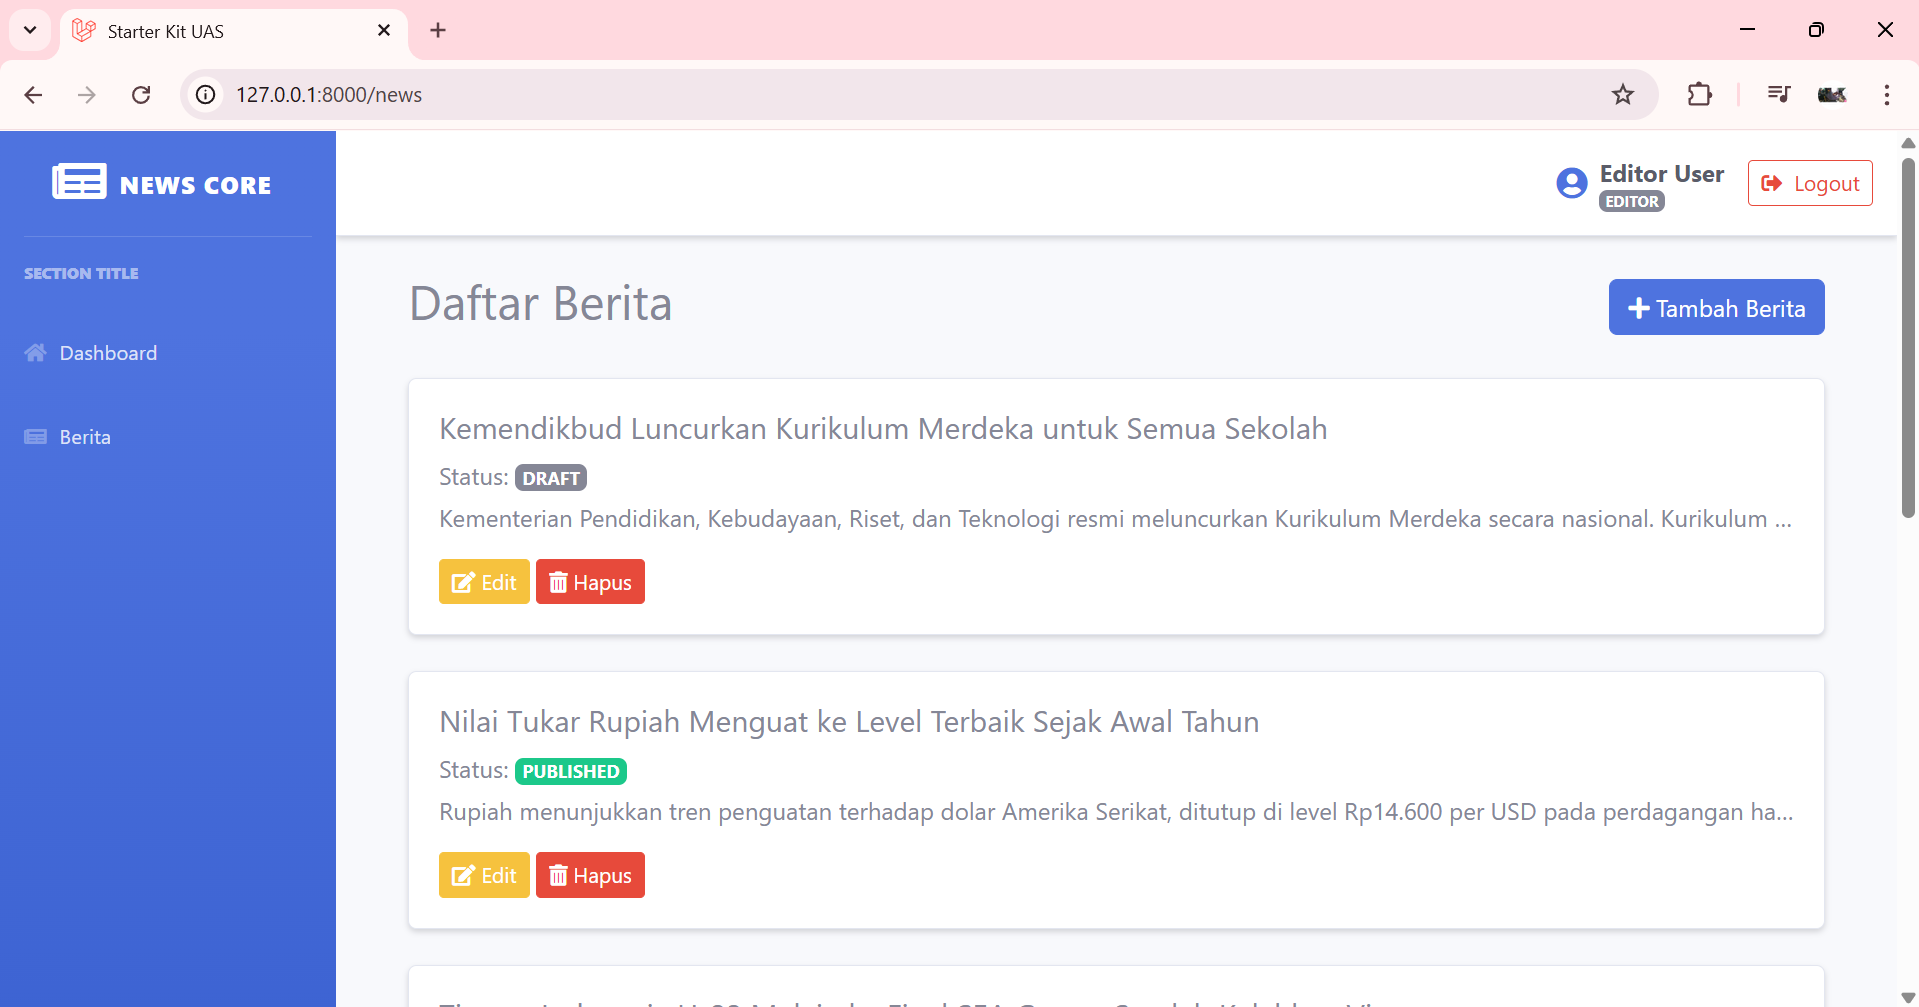 Starter Kit UAS
127.0.0.1:8000/news
NEWS CORE
Editor User
EDITOR
Logout
SECTION TITLE
Dashboard
Berita
Daftar Berita
Tambah Berita
Kemendikbud Luncurkan Kurikulum Merdeka untuk Semua Sekolah
Status: DRAFT
Kementerian Pendidikan, Kebudayaan, Riset, dan Teknologi resmi meluncurkan Kurikulum Merdeka secara nasional. Kurikulum ...
Edit Hapus
Nilai Tukar Rupiah Menguat ke Level Terbaik Sejak Awal Tahun
Status: PUBLISHED
Rupiah menunjukkan tren penguatan terhadap dolar Amerika Serikat, ditutup di level Rp14.600 per USD pada perdagangan ha...
Edit Hapus